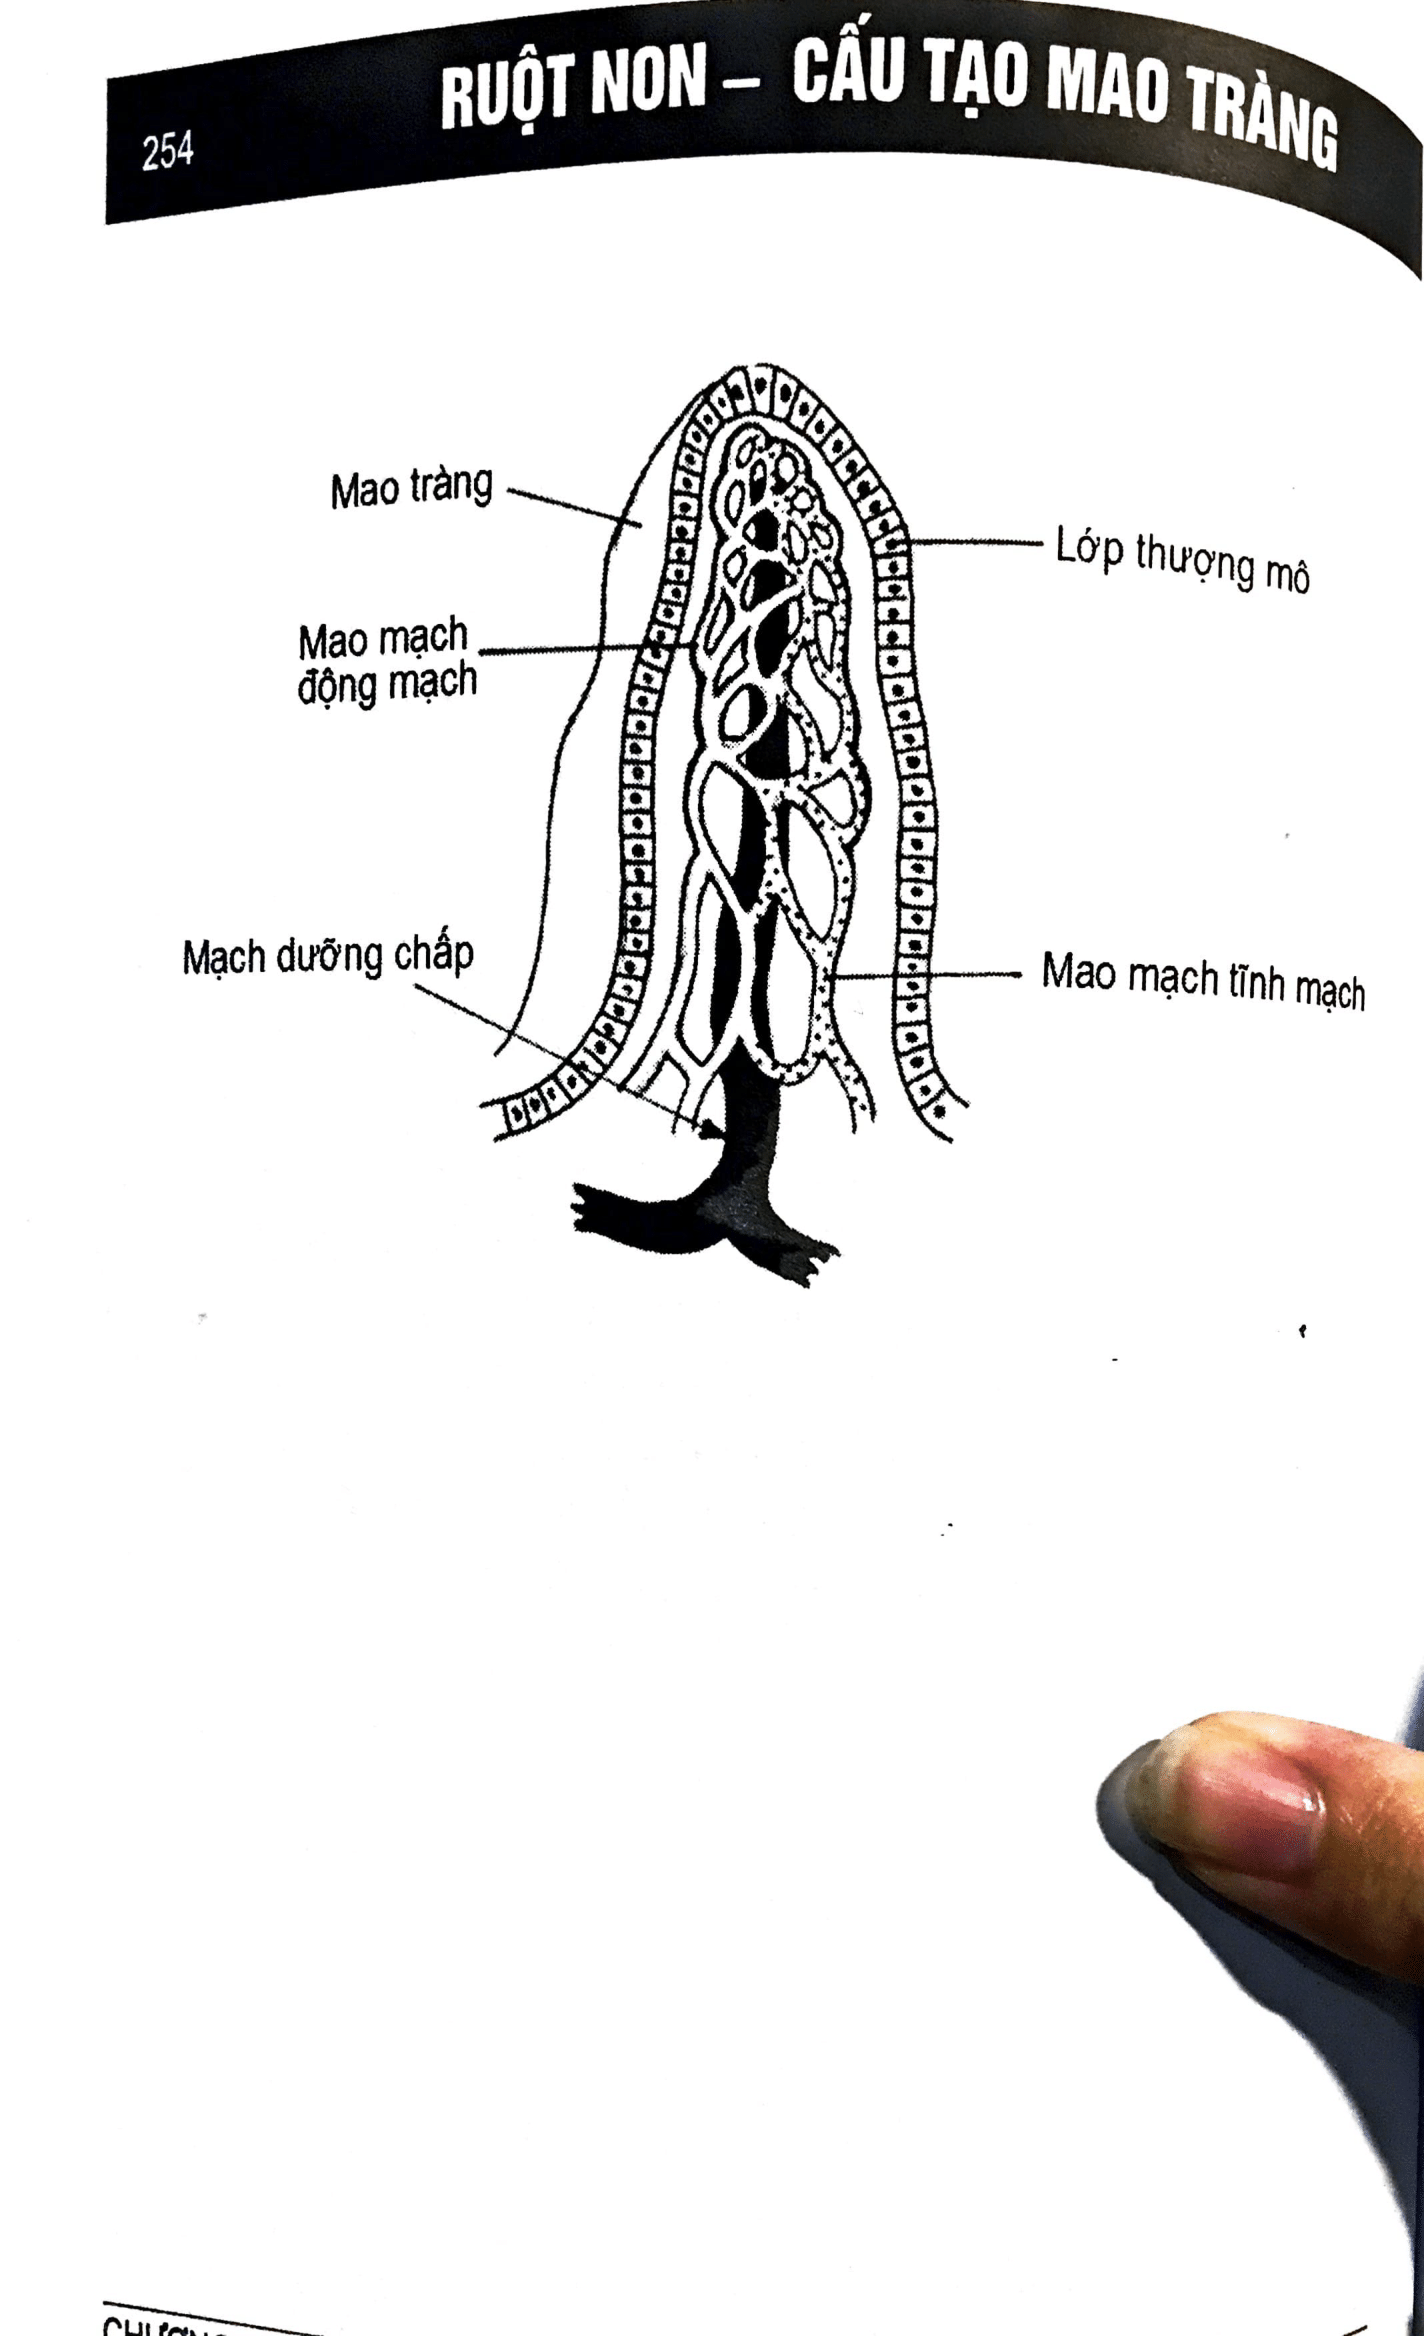 RUỘT NON – CẤU TẠO MAO TRÀNG
254
Mao tràng
Lớp thượng mô
Mao mạch
động mạch
Mạch dưỡng chấp
Mao mạch tĩnh mạch